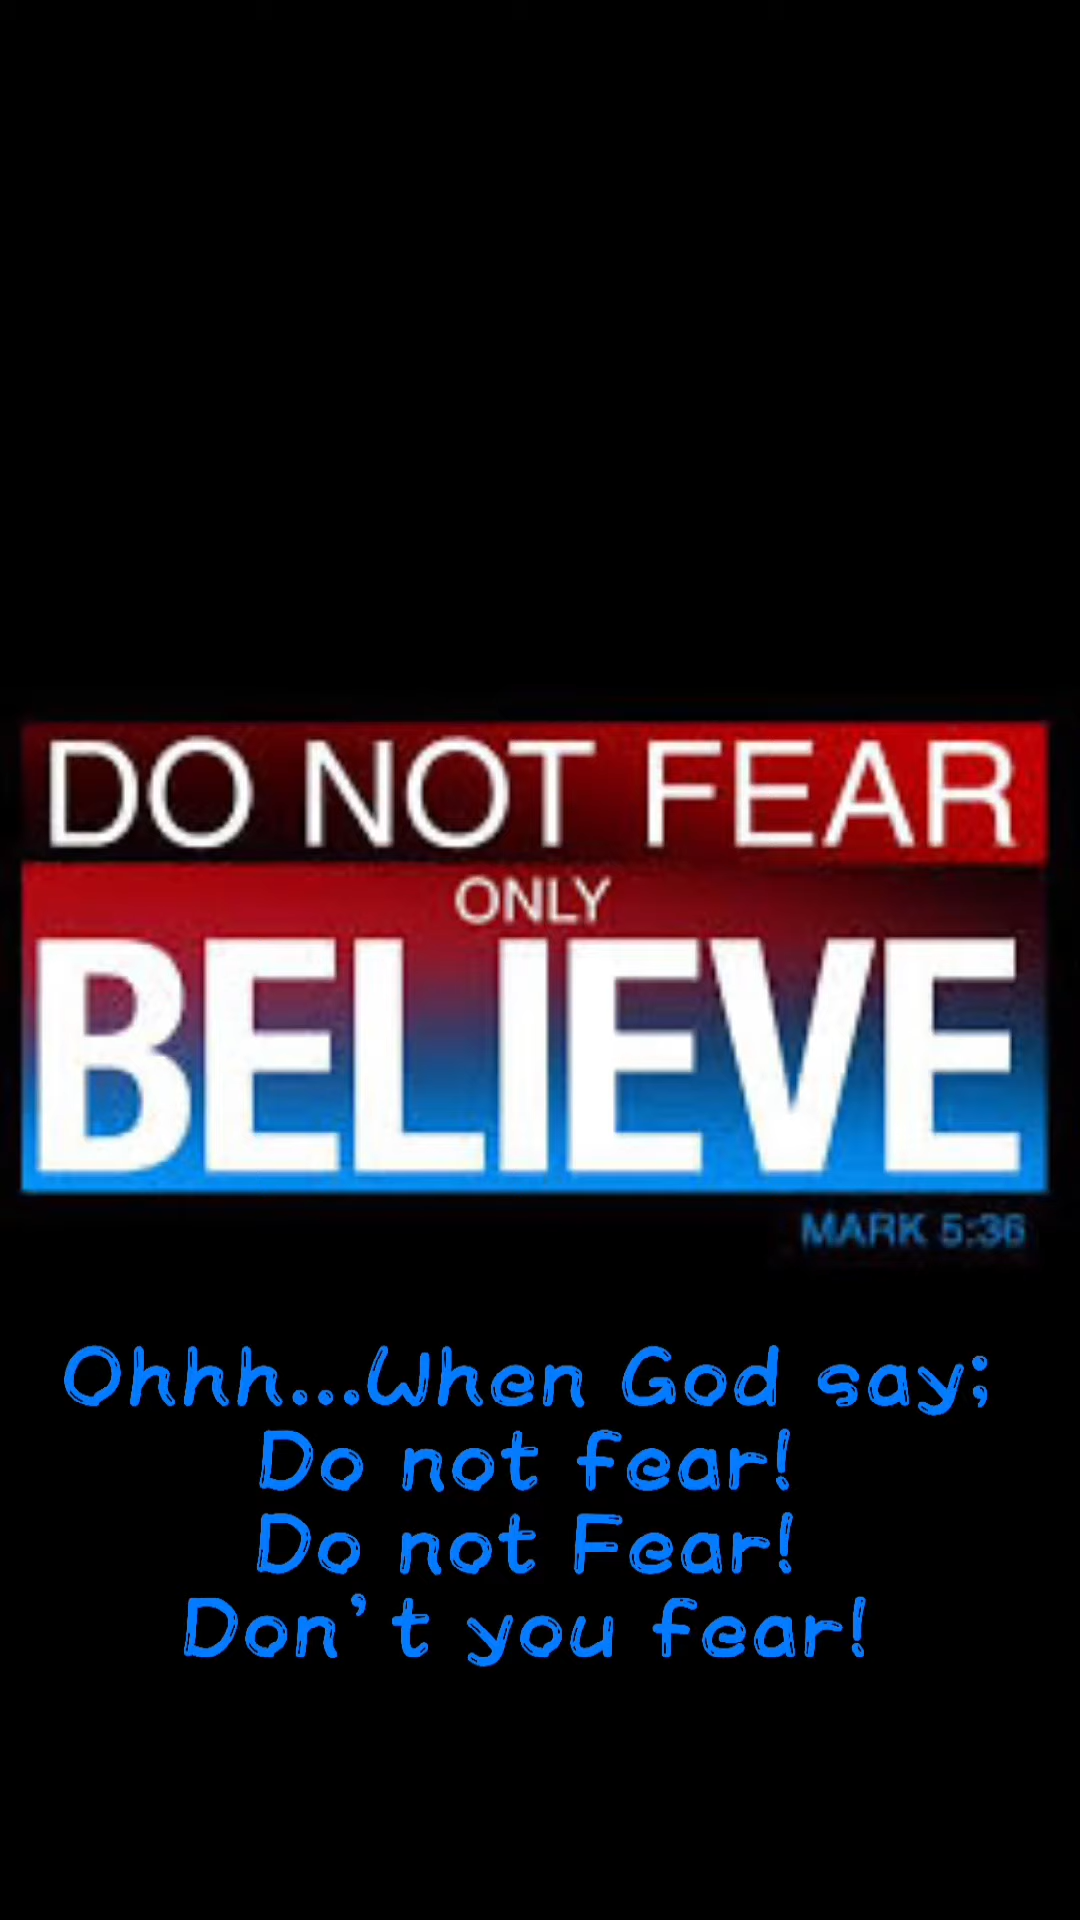 DO NOT FEAR
ONLY
BELIEVE
MARK 5:36
Ohhh...When God say;
Do not fear!
Do not Fear!
Don't you fear!